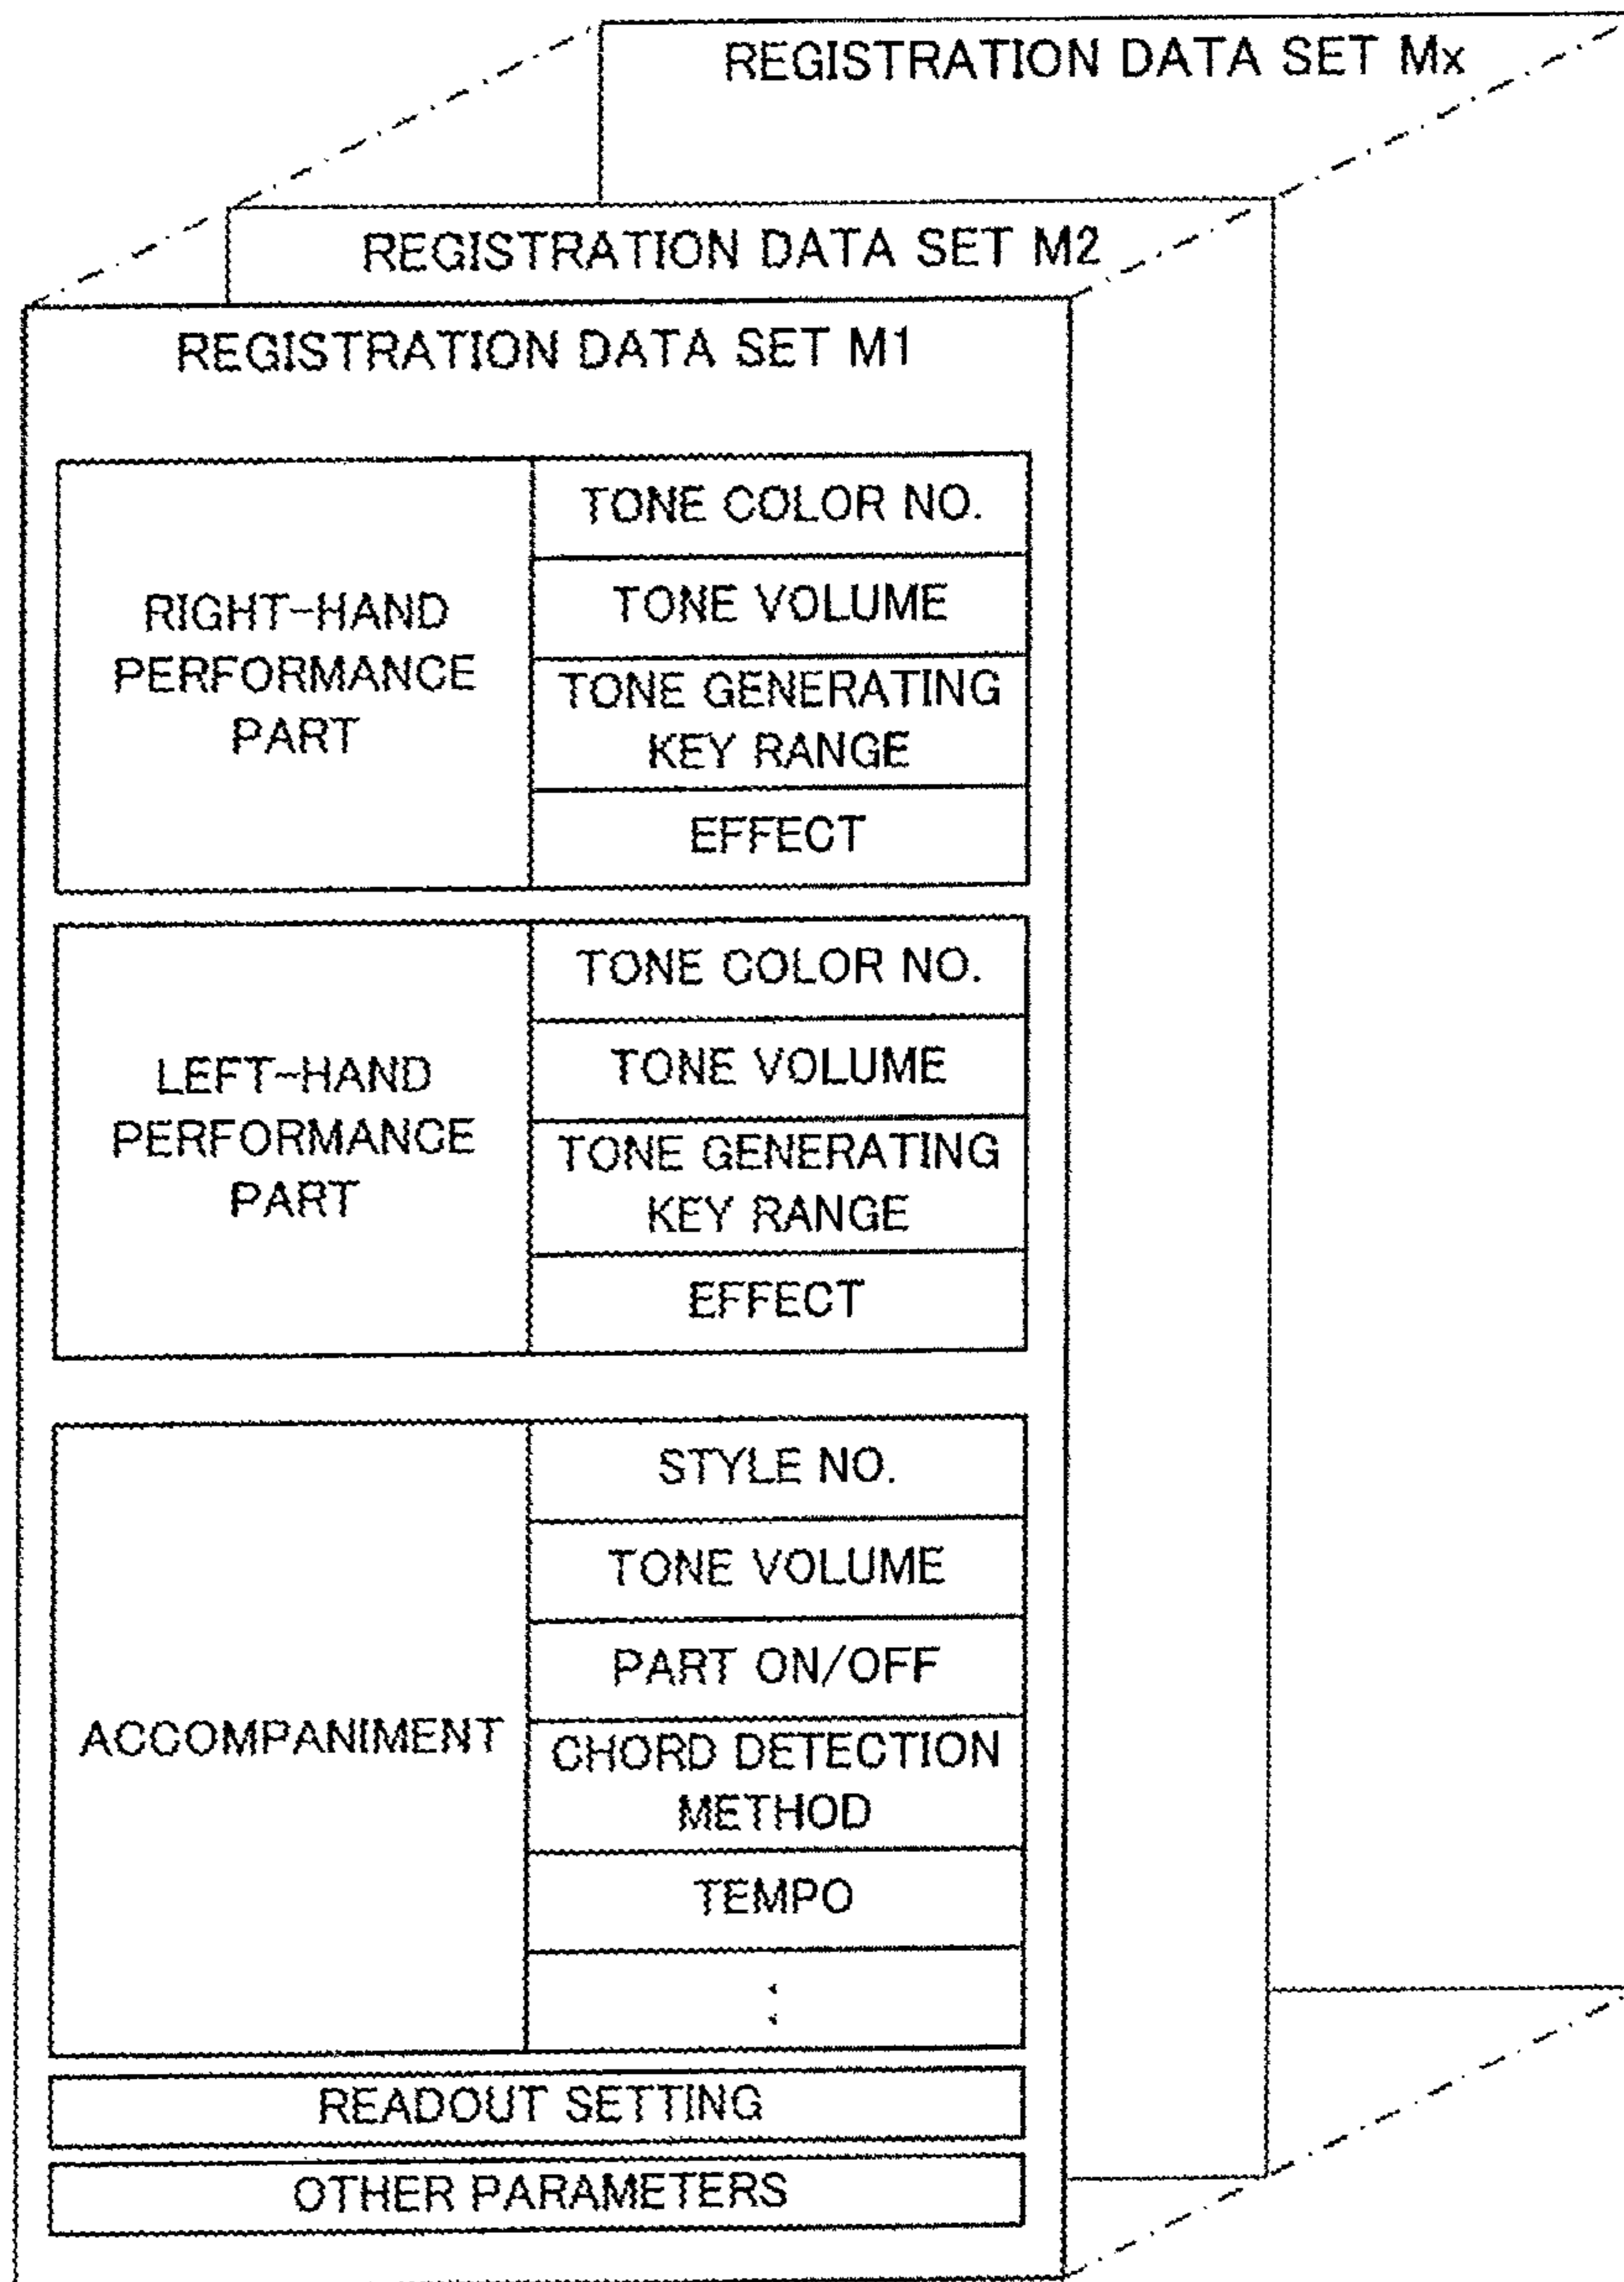 REGISTRATION DATA SET Mx
REGISTRATION DATA SET M2
REGISTRATION DATA SET M1
RIGHT-HAND
PERFORMANCE
PART
TONE COLOR NO.
TONE VOLUME
TONE GENERATING
KEY RANGE
EFFECT
LEFT-HAND
PERFORMANCE
PART
TONE COLOR NO.
TONE VOLUME
TONE GENERATING
KEY RANGE
EFFECT
ACCOMPANIMENT
STYLE NO.
TONE VOLUME
PART ON/OFF
CHORD DETECTION
METHOD
TEMPO
:
READOUT SETTING
OTHER PARAMETERS